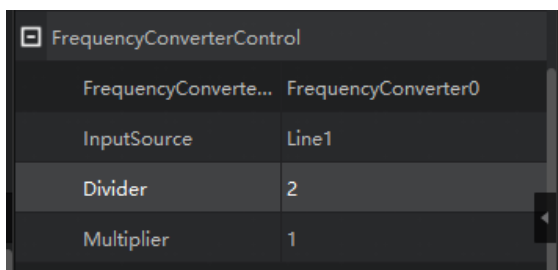 FrequencyConverterControl
FrequencyConverte... FrequencyConverter0
InputSource Line1
Divider 2
Multiplier 1